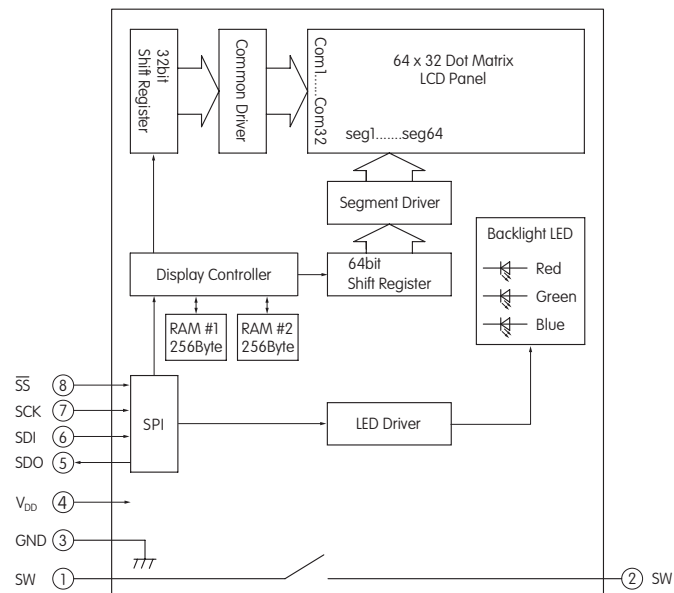 32bit
Shift Register
Common Driver
Com1.....Com32
64 x 32 Dot Matrix
LCD Panel
seg1.......seg64
Segment Driver
Backlight LED
Red
Green
Blue
Display Controller
64bit
Shift Register
RAM #1
256Byte
RAM #2
256Byte
SS 8
SCK 7
SDI 6
SDO 5
SPI
LED Driver
VDD 4
GND 3
SW 1
2 SW